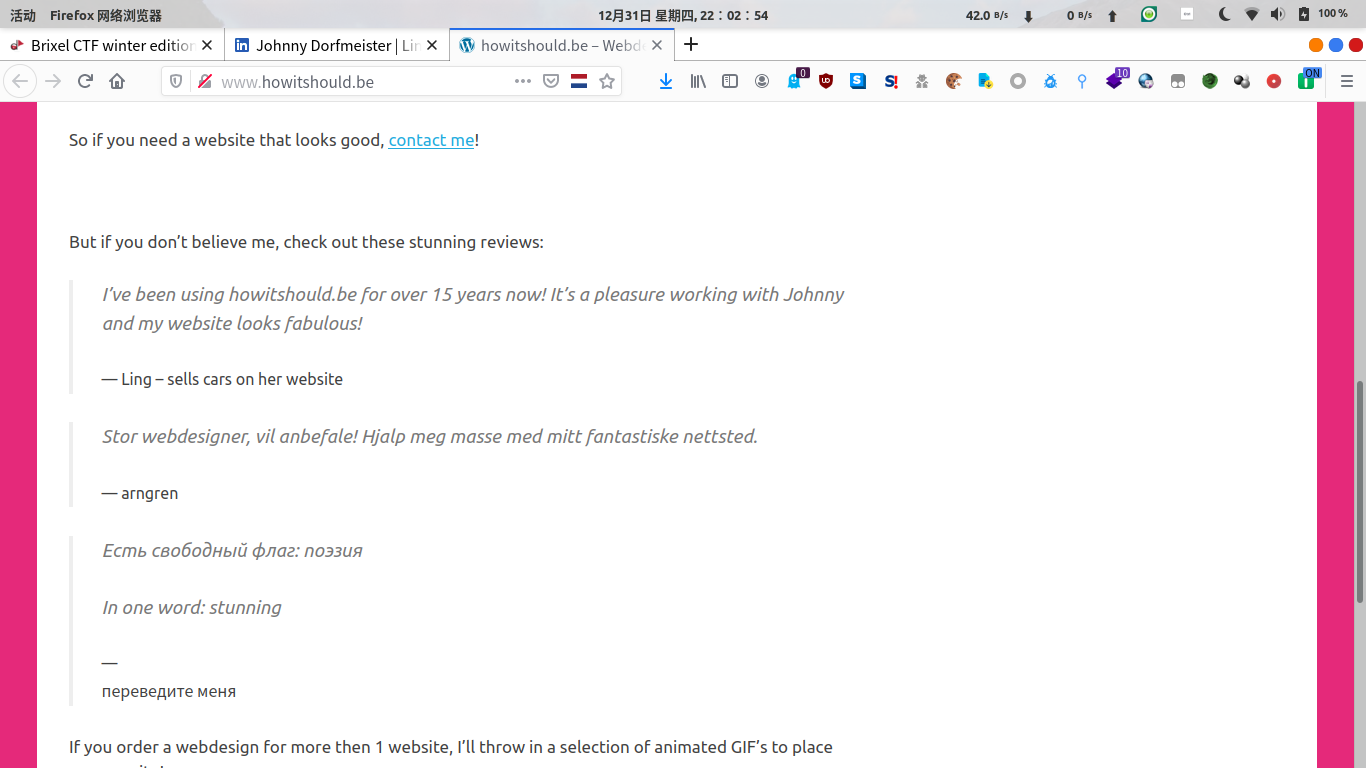 活动 Firefox 网络浏览器 12月31日 星期四, 22：02：54 42.0 B/s 0 B/s 100 %
Brixel CTF winter edition Johnny Dorfmeister | Lin howitshould.be – Webde
www.howitshould.be 0 10 ON
So if you need a website that looks good, contact me!
But if you don’t believe me, check out these stunning reviews:
I’ve been using howitshould.be for over 15 years now! It’s a pleasure working with Johnny
and my website looks fabulous!
— Ling – sells cars on her website
Stor webdesigner, vil anbefale! Hjalp meg masse med mitt fantastiske nettsted.
— arngren
Есть свободный флаг: поэзия
In one word: stunning
—
переведите меня
If you order a webdesign for more then 1 website, I’ll throw in a selection of animated GIF’s to place